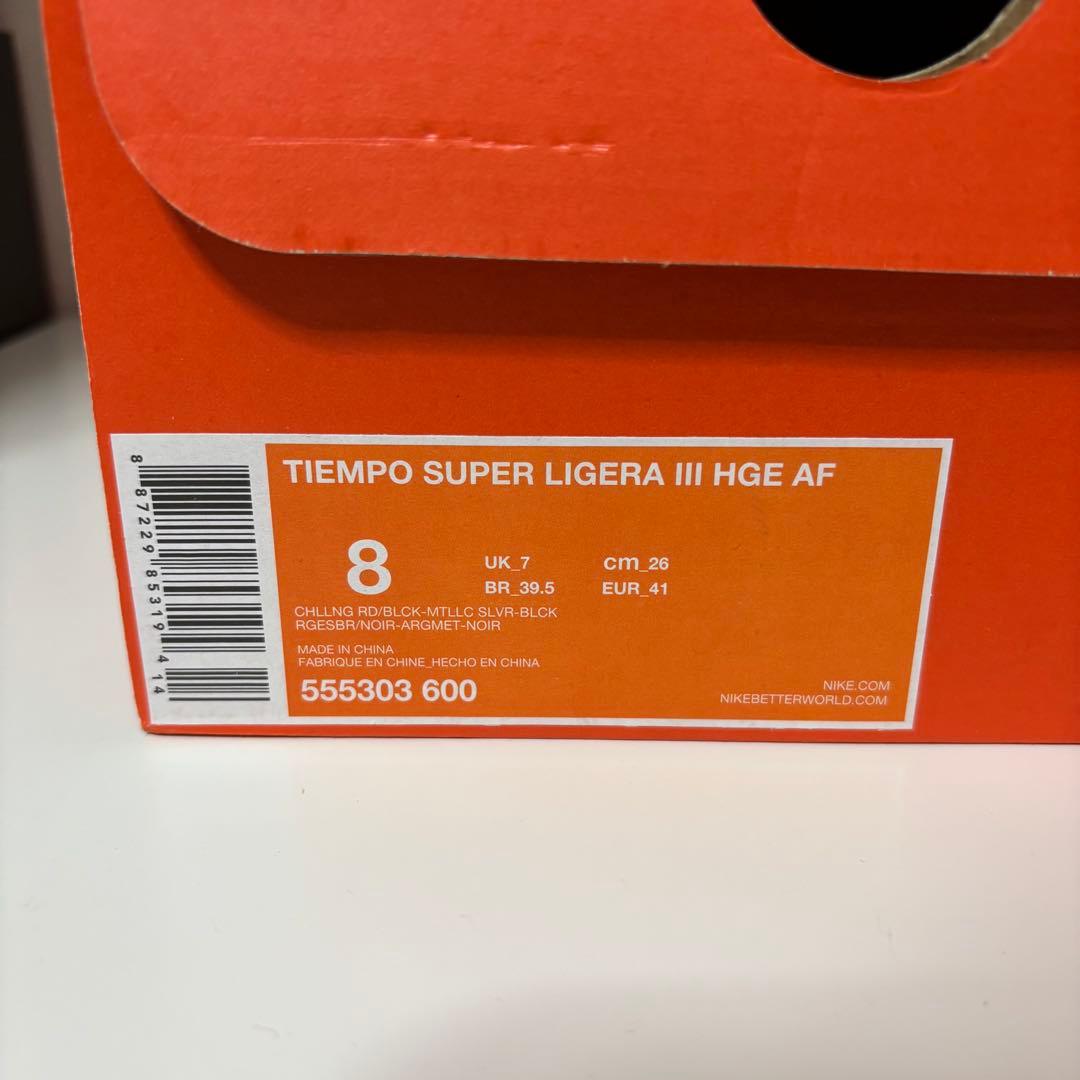 TIEMPO SUPER LIGERA III HGE AF
8
UK_7 cm_26
BR_39.5 EUR_41
CHLLNG RD/BLCK-MTLLC SLVR-BLCK
RGESBR/NOIR-ARGMET-NOIR
MADE IN CHINA
FABRIQUE EN CHINE_HECHO EN CHINA
555303 600
NIKE.COM
NIKEBETTERWORLD.COM
8 87229 85319 4 14